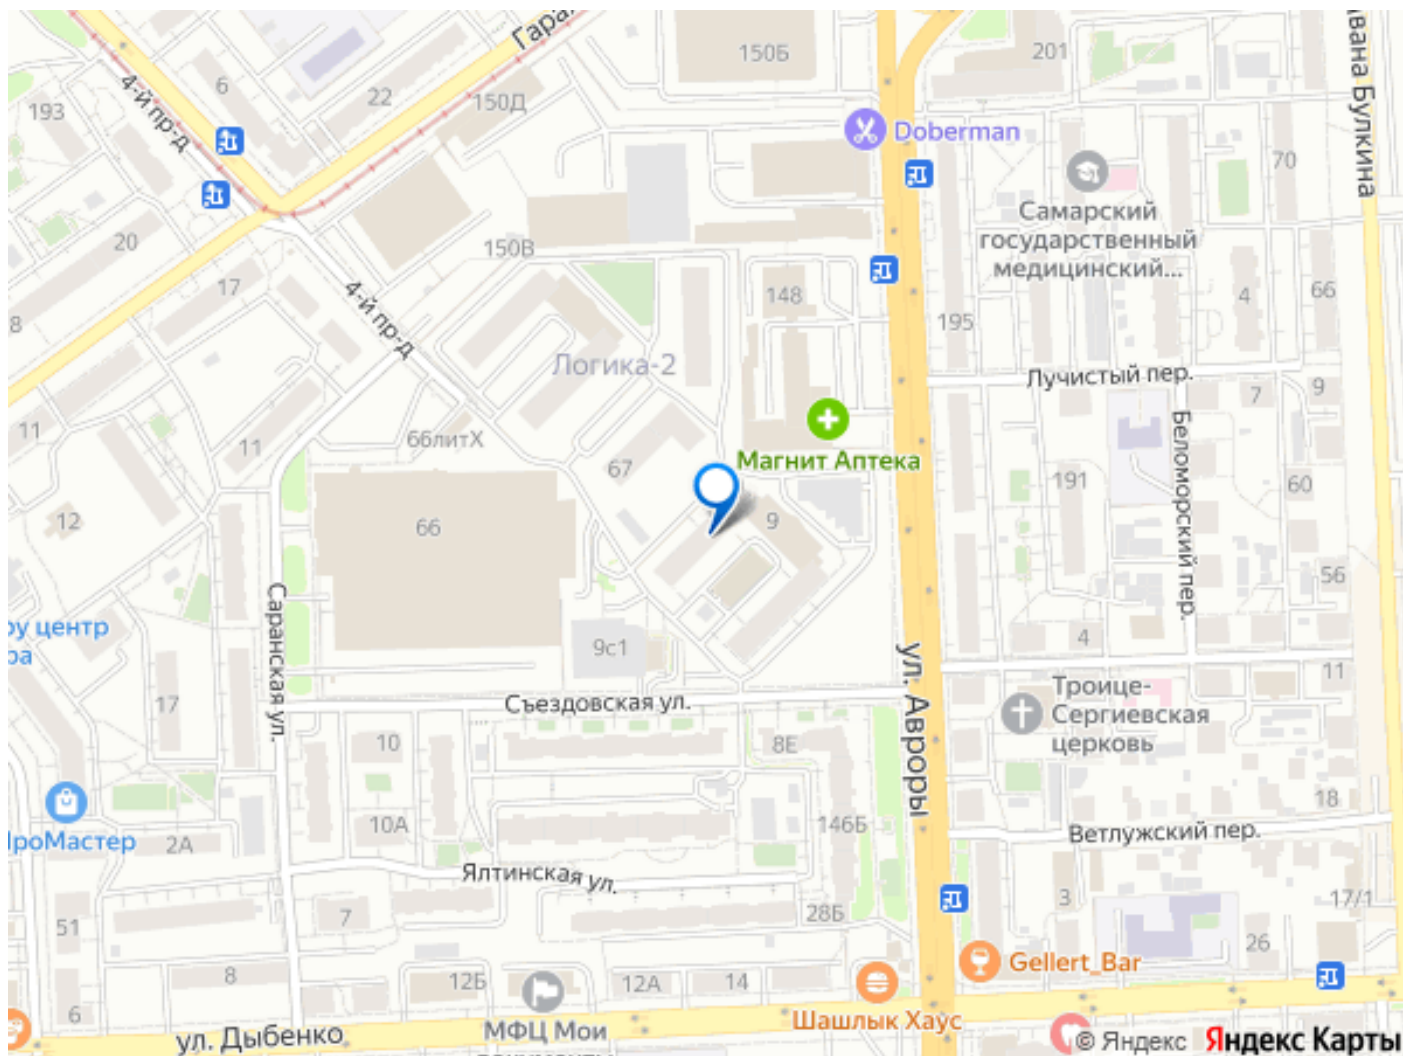 Гара
150Б
201
Ивана Булкина
4-й пр-д
6
22
150Д
193
Doberman
70
Самарский
государственный
медицинский...
20
150В
17
4-й пр-д
148
4
66
195
8
Логика-2
Лучистый пер.
7
9
11
11
66литХ
Магнит Аптека
67
191
Беломорский пер.
60
12
66
9
56
Саранская ул.
ру центр
ра
9с1
4
11
ул. Авроры
17
Съездовская ул.
Троице-
Сергиевская
церковь
10
8Е
18
10А
146Б
Ветлужский пер.
ПроМастер
2А
Ялтинская ул.
3
17/1
7
28Б
51
26
8
12Б
12А
14
Gellert_Bar
6
ул. Дыбенко
МФЦ Мои
документы
Шашлык Хаус
© Яндекс Яндекс Карты